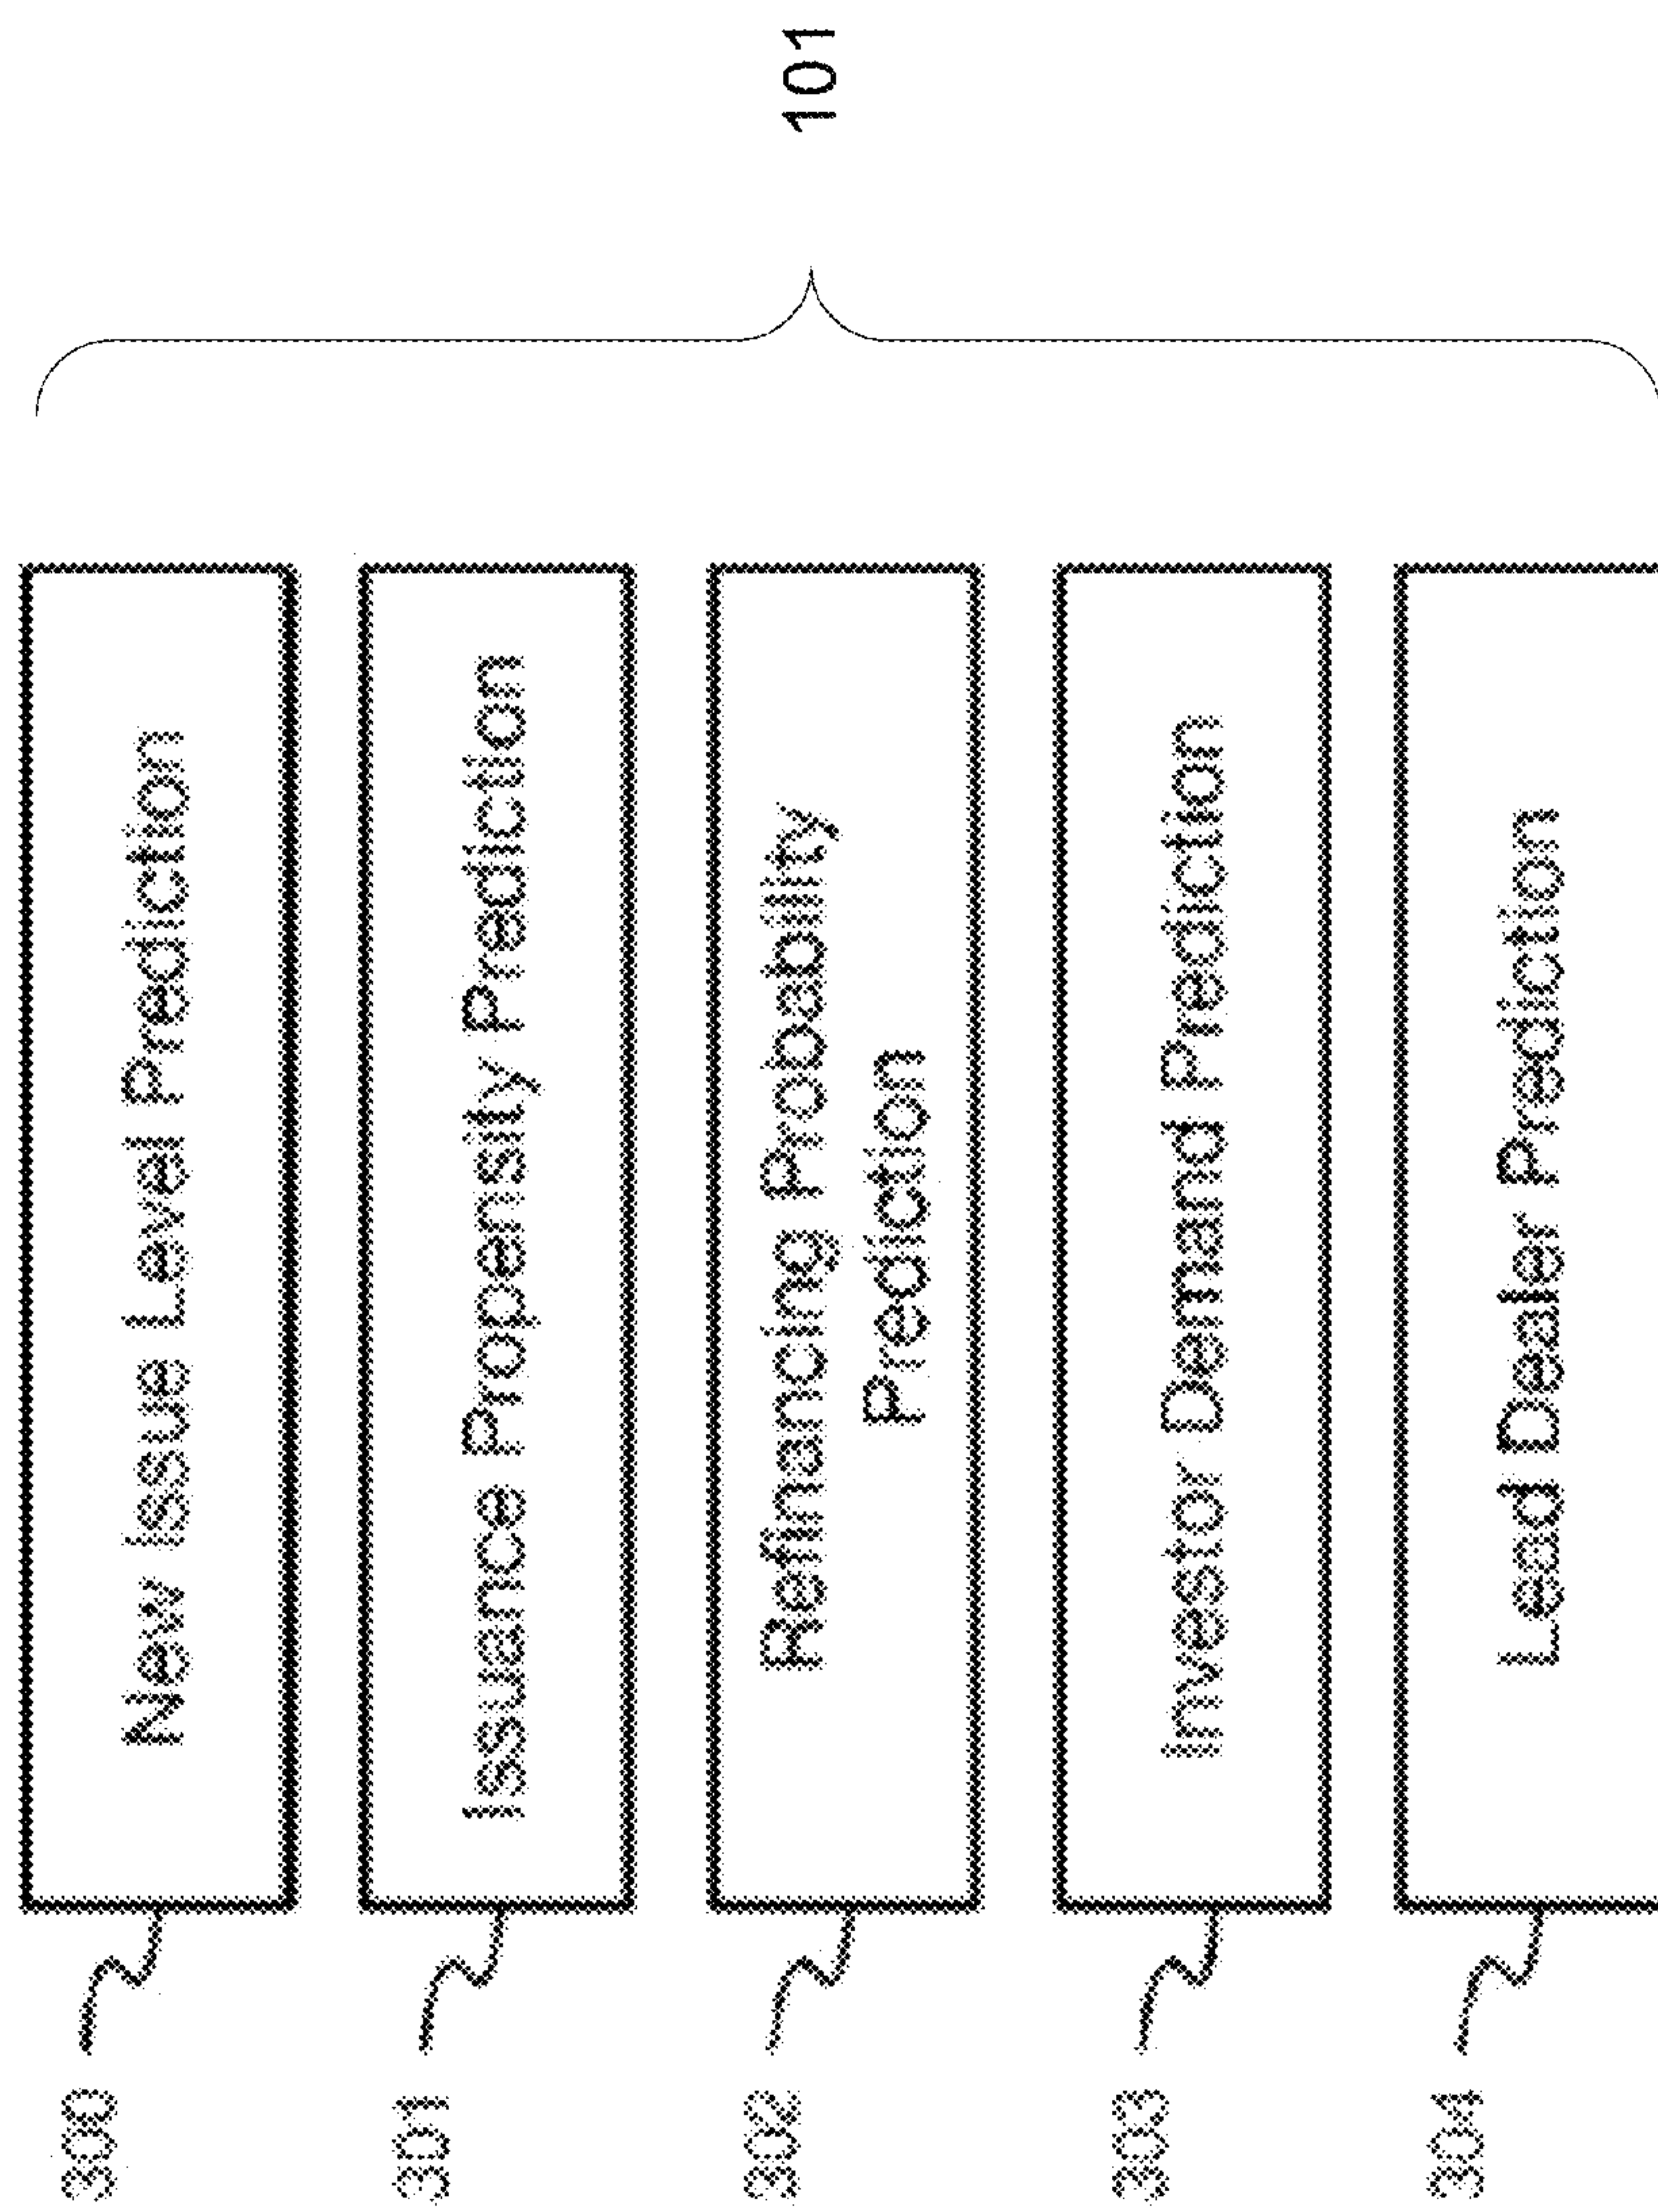 300
New Issue Level Prediction
301
Issuance Propensity Prediction
302
Refinancing Probability
Prediction
303
Investor Demand Prediction
304
Lead Dealer Prediction
101